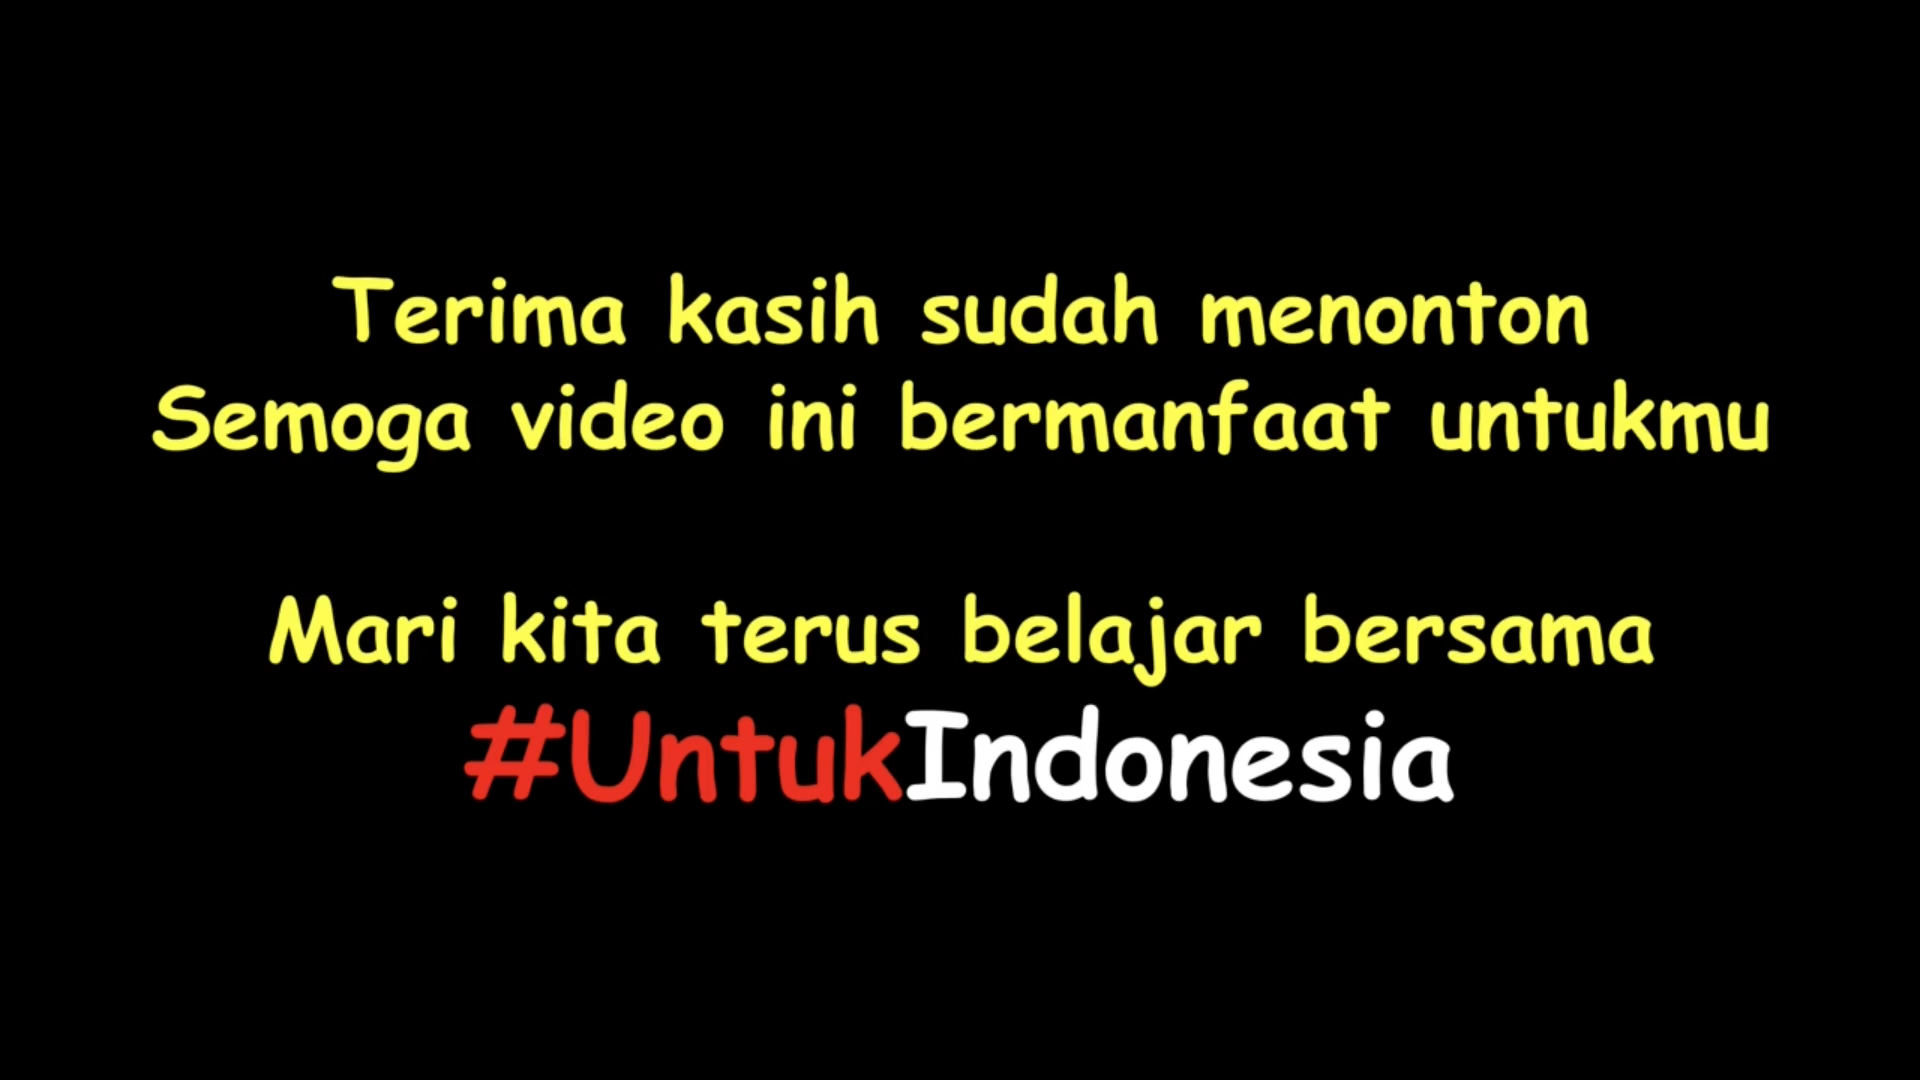 Terima kasih sudah menonton
Semoga video ini bermanfaat untukmu
Mari kita terus belajar bersama
#UntukIndonesia